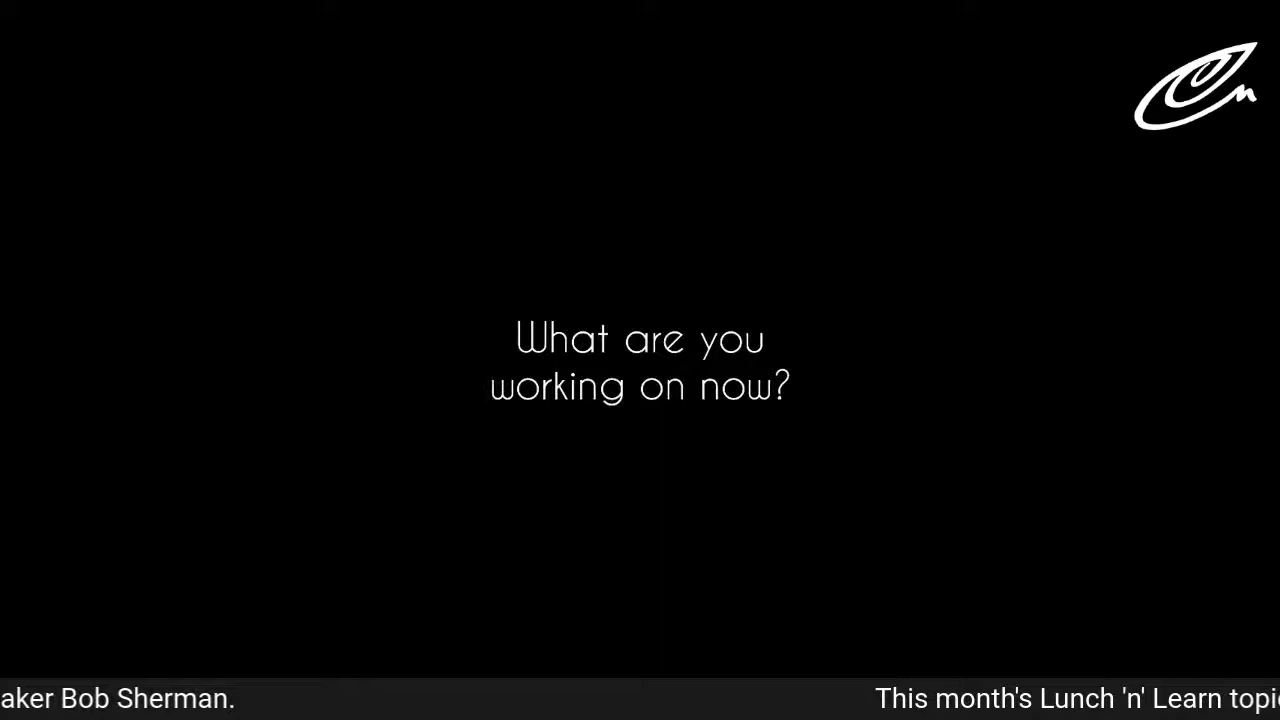 What are you
working on now?
aker Bob Sherman.
This month's Lunch 'n' Learn topi